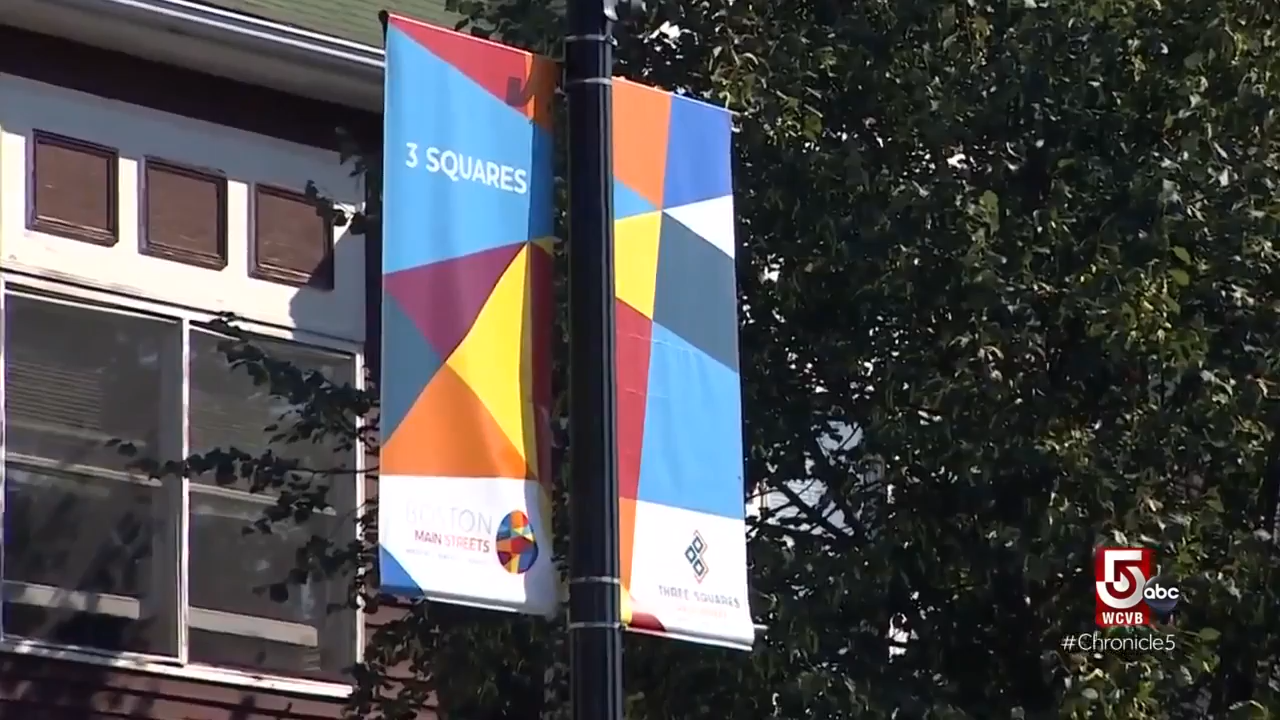 3 SQUARES
BOSTON
MAIN STREETS
THREE SQUARES
5 abc
WCVB
#Chronicle5